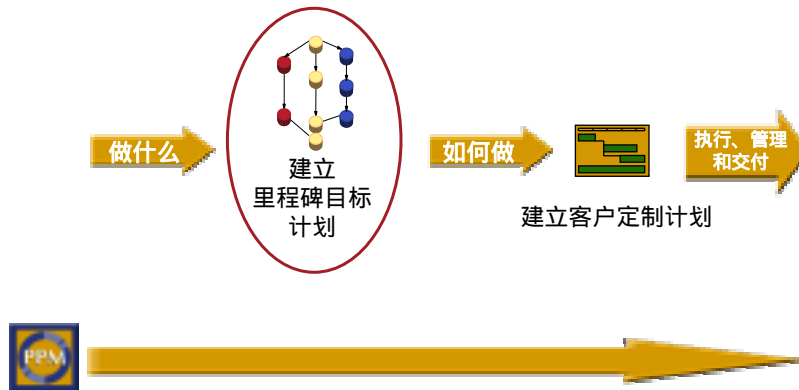 做什么
建立
里程碑目标
计划
如何做
建立客户定制计划
执行、管理
和交付
PPM